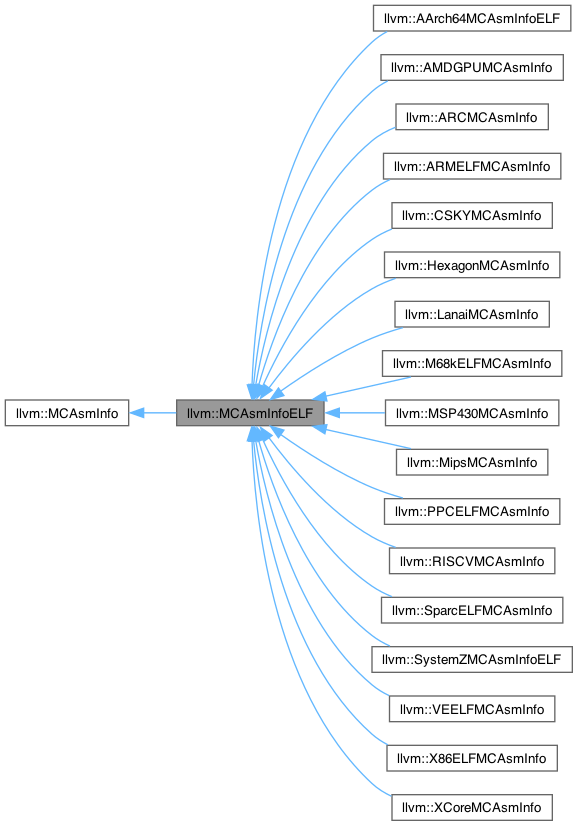 llvm::AArch64MCAsmInfoELF
llvm::AMDGPUMCAsmInfo
llvm::ARCMCAsmInfo
llvm::ARMELFMCAsmInfo
llvm::CSKYMCAsmInfo
llvm::HexagonMCAsmInfo
llvm::LanaiMCAsmInfo
llvm::M68kELFMCAsmInfo
llvm::MCAsmInfo
llvm::MCAsmInfoELF
llvm::MSP430MCAsmInfo
llvm::MipsMCAsmInfo
llvm::PPCELFMCAsmInfo
llvm::RISCVMCAsmInfo
llvm::SparcELFMCAsmInfo
llvm::SystemZMCAsmInfoELF
llvm::VEELFMCAsmInfo
llvm::X86ELFMCAsmInfo
llvm::XCoreMCAsmInfo